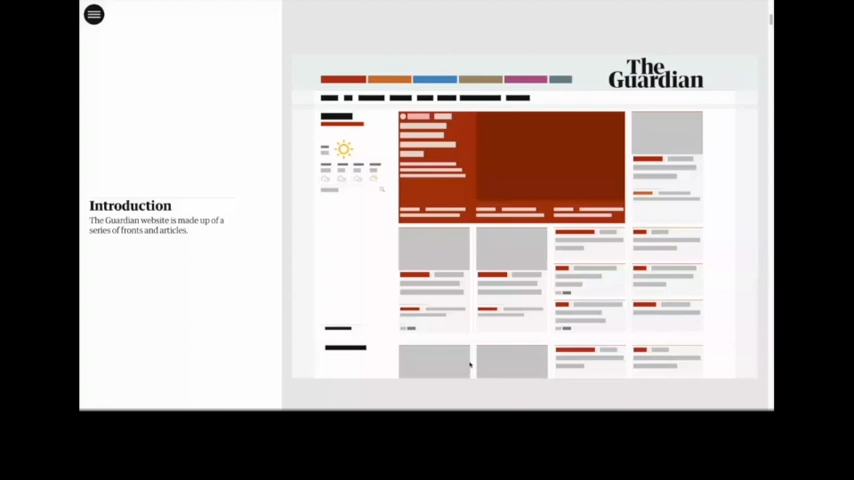 The
Guardian
Introduction
The Guardian website is made up of a
series of fronts and articles.